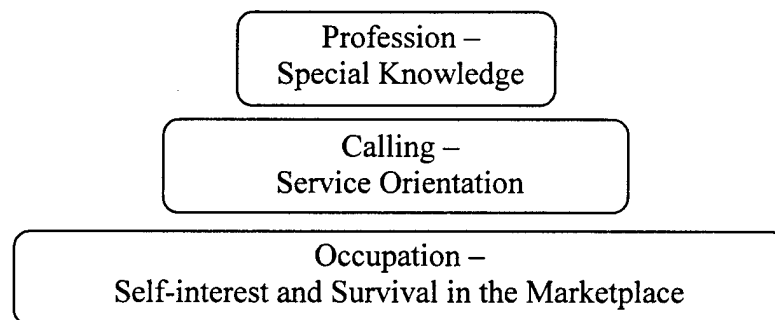 Profession –
Special Knowledge
Calling –
Service Orientation
Occupation –
Self-interest and Survival in the Marketplace